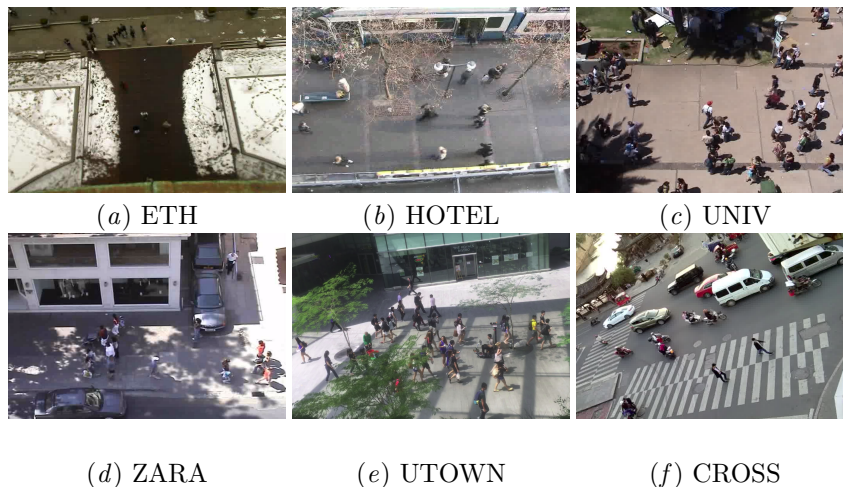 (a) ETH
(b) HOTEL
(c) UNIV
(d) ZARA
(e) UTOWN
(f) CROSS